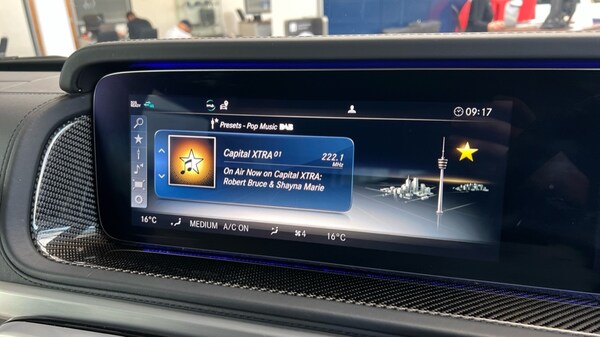 09:17
Presets - Pop Music DAB
Capital XTRA 01
222.1
MHz
On Air Now on Capital XTRA:
Robert Bruce & Shayna Marie
16°C
MEDIUM
A/C ON
4
16°C